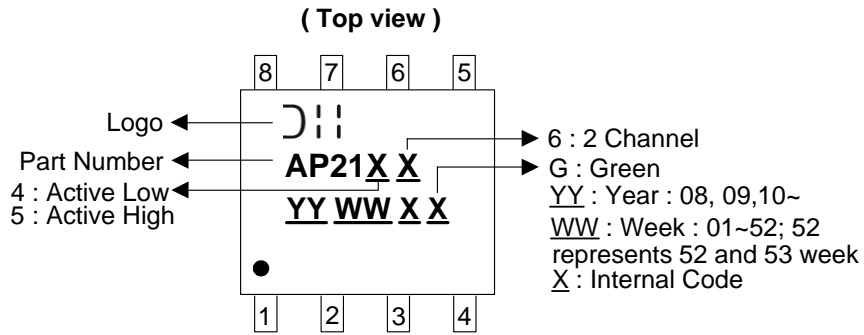 ( Top view )
8 7 6 5
Logo
Part Number
4 : Active Low
5 : Active High
AP21X X
YY WW X X
6 : 2 Channel
G : Green
YY : Year : 08, 09,10~
WW : Week : 01~52; 52
represents 52 and 53 week
X : Internal Code
1 2 3 4